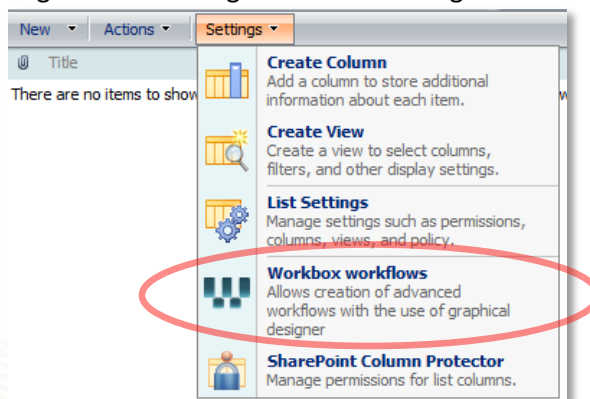 New Actions Settings
Title
There are no items to show
Create Column
Add a column to store additional
information about each item.
Create View
Create a view to select columns,
filters, and other display settings.
List Settings
Manage settings such as permissions,
columns, views, and policy.
Workbox workflows
Allows creation of advanced
workflows with the use of graphical
designer
SharePoint Column Protector
Manage permissions for list columns.